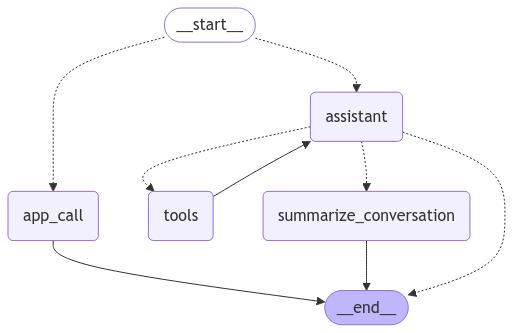 __start__
assistant
app_call
tools
summarize_conversation
__end__